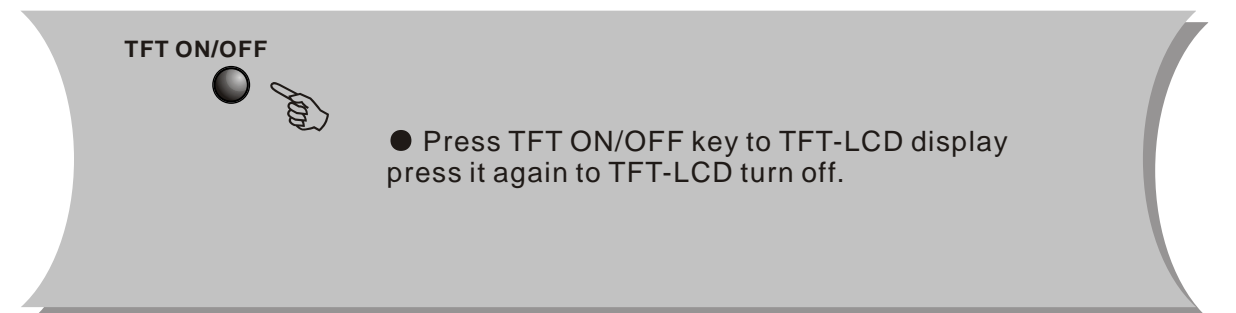 TFT ON/OFF
● Press TFT ON/OFF key to TFT-LCD display
press it again to TFT-LCD turn off.